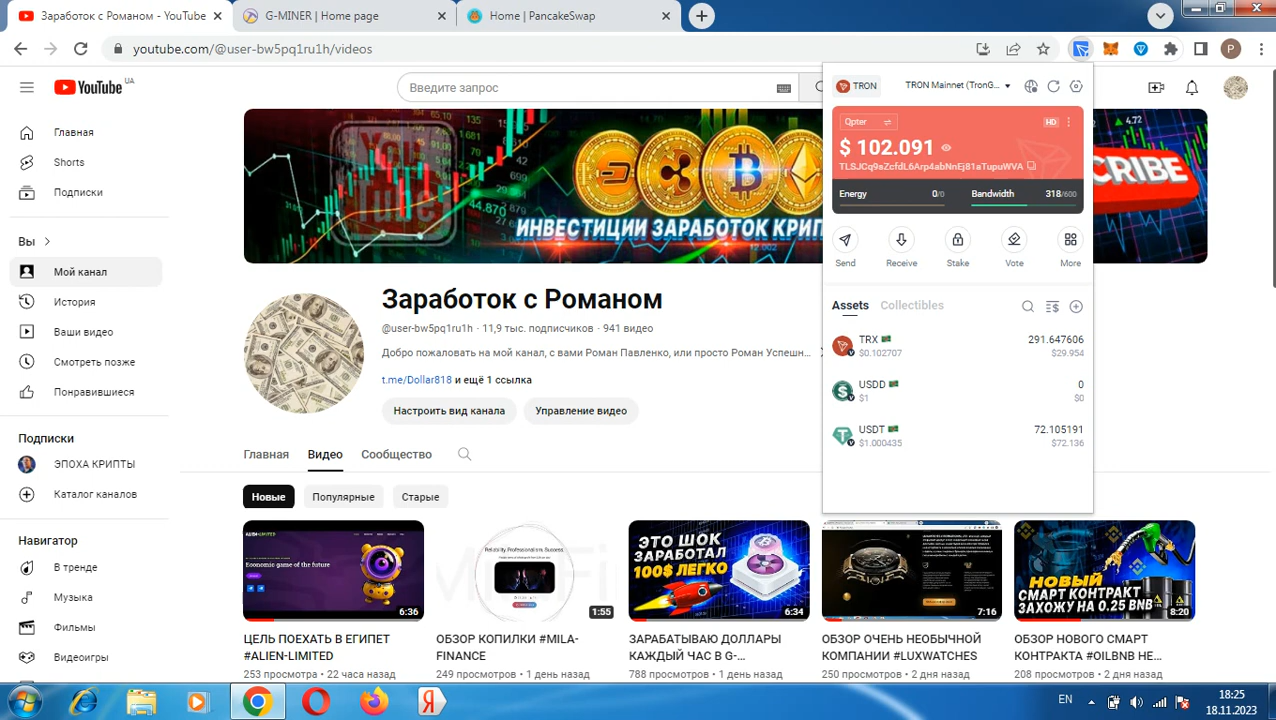 Заработок с Романом - YouTube
G-MINER | Home page
Home | PancakeSwap
youtube.com/@user-bw5pq1ru1h/videos
P
YouTube UA
Введите запрос
TRON
TRON Mainnet (TronG...
Qpter
HD
$ 102.091
TLSJCq9sZcfdL6Arp4abNnEj81aTupuWVA
Energy
0/0
Bandwidth
318/600
Send
Receive
Stake
Vote
More
Assets
Collectibles
TRX
291.647606
$0.102707
$29.954
USDD
0
$1
$0
USDT
72.105191
$1.000435
$72.136
Главная
Shorts
Подписки
Вы
Мой канал
История
Ваши видео
Смотреть позже
Понравившиеся
Подписки
ЭПОХА КРИПТЫ
Каталог каналов
Навигатор
В тренде
Музыка
Фильмы
Видеоигры
44.870
4.72
CRIBE
ИНВЕСТИЦИИ ЗАРАБОТОК КРИП
Заработок с Романом
@user-bw5pq1ru1h · 11,9 тыс. подписчиков · 941 видео
Добро пожаловать на мой канал, с вами Роман Павленко, или просто Роман Успешн...
t.me/Dollar818 и ещё 1 ссылка
Настроить вид канала
Управление видео
Главная
Видео
Сообщество
Новые
Популярные
Старые
Economic game of the future
6:36
Reliability. Professionalism. Success.
1:55
ЭТО ШОК
ЗАРАБОТАЛ
100$ ЛЕГКО
6:34
7:16
НОВЫЙ
СМАРТ КОНТРАКТ
ЗАХОЖУ НА 0.25 BNB
8:20
ЦЕЛЬ ПОЕХАТЬ В ЕГИПЕТ
#ALIEN-LIMITED
253 просмотра · 22 часа назад
ОБЗОР КОПИЛКИ #MILA-
FINANCE
249 просмотров · 1 день назад
ЗАРАБАТЫВАЮ ДОЛЛАРЫ
КАЖДЫЙ ЧАС В G-...
788 просмотров · 1 день назад
ОБЗОР ОЧЕНЬ НЕОБЫЧНОЙ
КОМПАНИИ #LUXWATCHES
250 просмотров · 2 дня назад
ОБЗОР НОВОГО СМАРТ
КОНТРАКТА #OILBNB НЕ...
208 просмотров · 2 дня назад
EN
18:25
18.11.2023